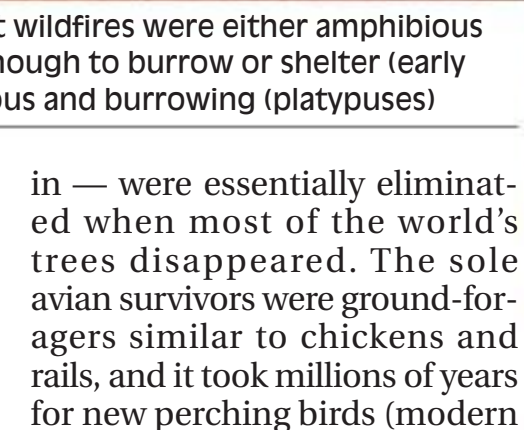 t wildfires were either amphibious
nough to burrow or shelter (early
ous and burrowing (platypuses)
in — were essentially eliminat-
ed when most of the world’s
trees disappeared. The sole
avian survivors were ground-for-
agers similar to chickens and
rails, and it took millions of years
for new perching birds (modern